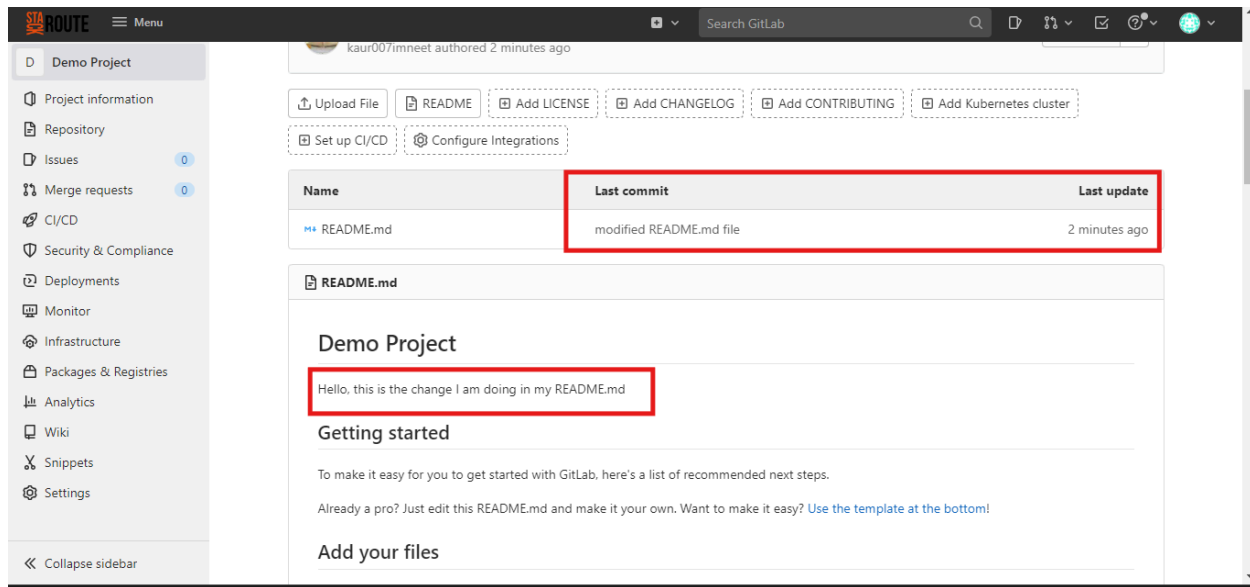 STAROUTE
Menu
Search GitLab
D Demo Project
kaur007imneet authored 2 minutes ago
Project information
Repository
Issues 0
Merge requests 0
CI/CD
Security & Compliance
Deployments
Monitor
Infrastructure
Packages & Registries
Analytics
Wiki
Snippets
Settings
Collapse sidebar
Upload File README Add LICENSE Add CHANGELOG Add CONTRIBUTING Add Kubernetes cluster
Set up CI/CD Configure Integrations
Name Last commit Last update
M↓ README.md modified README.md file 2 minutes ago
README.md
Demo Project
Hello, this is the change I am doing in my README.md
Getting started
To make it easy for you to get started with GitLab, here's a list of recommended next steps.
Already a pro? Just edit this README.md and make it your own. Want to make it easy? Use the template at the bottom!
Add your files